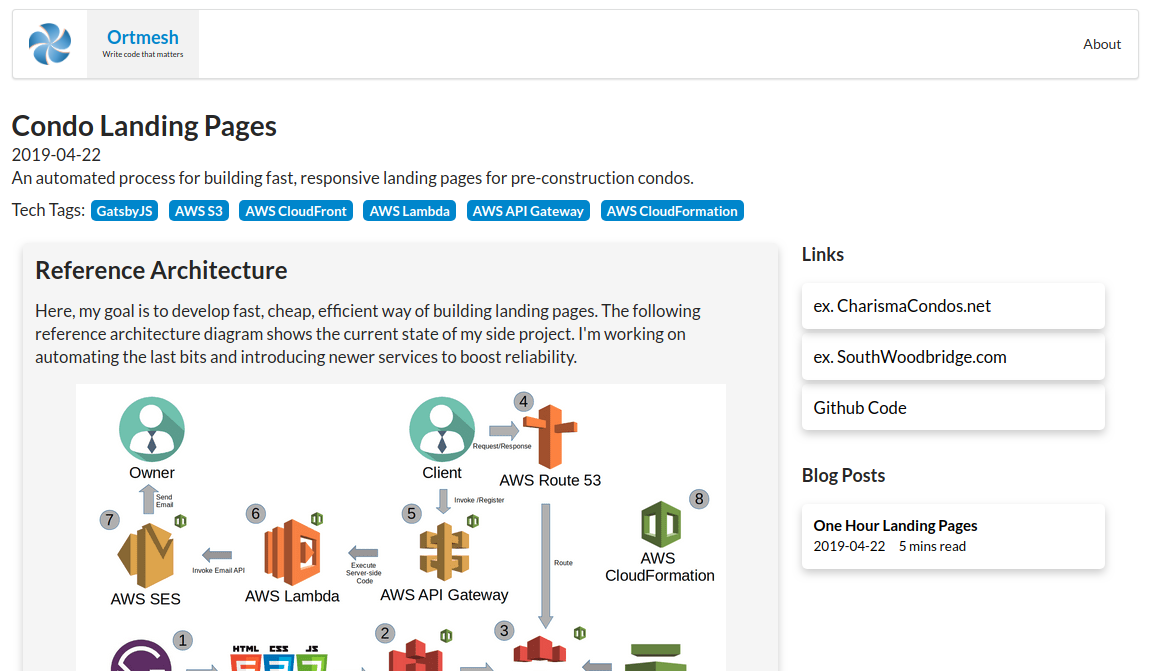 Ortmesh
Write code that matters
About
Condo Landing Pages
2019-04-22
An automated process for building fast, responsive landing pages for pre-construction condos.
Tech Tags: GatsbyJS AWS S3 AWS CloudFront AWS Lambda AWS API Gateway AWS CloudFormation
Reference Architecture
Here, my goal is to develop fast, cheap, efficient way of building landing pages. The following
reference architecture diagram shows the current state of my side project. I'm working on
automating the last bits and introducing newer services to boost reliability.
4
Request/Response
Owner
Client
AWS Route 53
Send
Email
Invoke /Register
7
6
5
8
Invoke Email API
Execute
Server-side
Code
Route
AWS
CloudFormation
AWS SES
AWS Lambda
AWS API Gateway
1
2
3
HTML CSS JS
Links
ex. CharismaCondos.net
ex. SouthWoodbridge.com
Github Code
Blog Posts
One Hour Landing Pages
2019-04-22 5 mins read